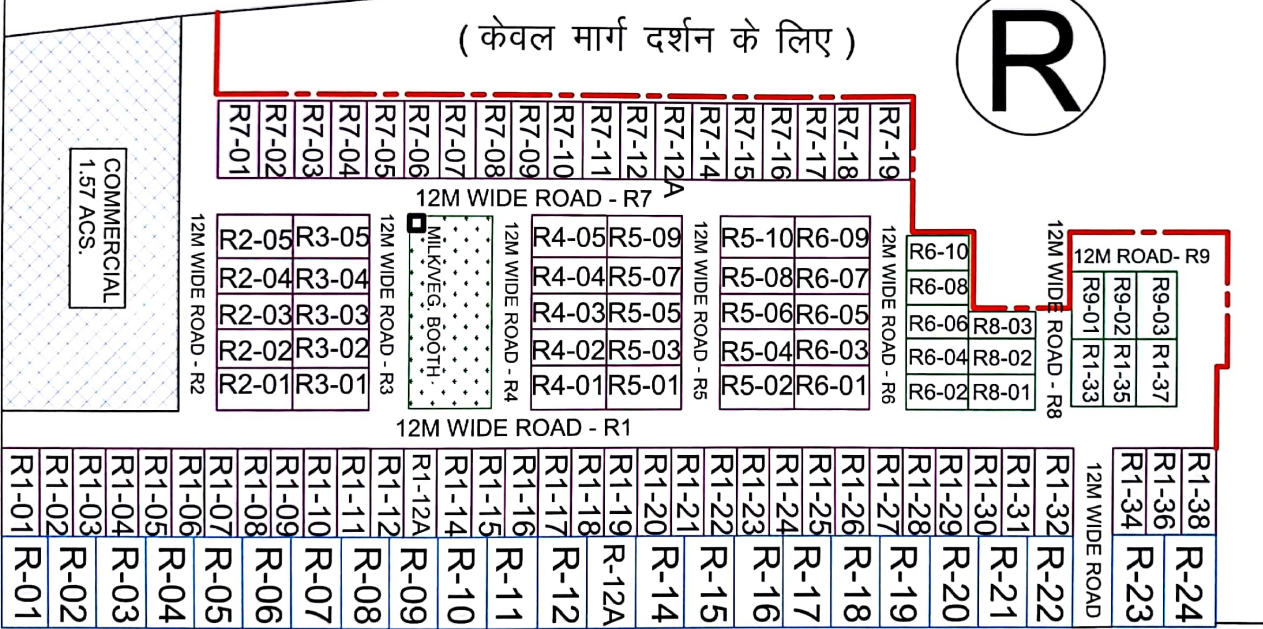 ( केवल मार्ग दर्शन के लिए )
R
COMMERCIAL
1.57 ACS.
R7-01 R7-02 R7-03 R7-04 R7-05 R7-06 R7-07 R7-08 R7-09 R7-10 R7-11 R7-12 R7-12A R7-14 R7-15 R7-16 R7-17 R7-18 R7-19
12M WIDE ROAD - R7
12M WIDE ROAD - R2
R2-05 R3-05
R2-04 R3-04
R2-03 R3-03
R2-02 R3-02
R2-01 R3-01
12M WIDE ROAD - R3
MILK/VEG. BOOTH
12M WIDE ROAD - R4
R4-05 R5-09
R4-04 R5-07
R4-03 R5-05
R4-02 R5-03
R4-01 R5-01
12M WIDE ROAD - R5
R5-10 R6-09
R5-08 R6-07
R5-06 R6-05
R5-04 R6-03
R5-02 R6-01
12M WIDE ROAD - R6
R6-10
R6-08
R6-06 R8-03
R6-04 R8-02
R6-02 R8-01
12M WIDE ROAD - R8
12M ROAD- R9
R9-01 R9-02 R9-03
R1-33 R1-35 R1-37
12M WIDE ROAD - R1
R1-01 R1-02 R1-03 R1-04 R1-05 R1-06 R1-07 R1-08 R1-09 R1-10 R1-11 R1-12 R1-12A R1-14 R1-15 R1-16 R1-17 R1-18 R1-19 R1-20 R1-21 R1-22 R1-23 R1-24 R1-25 R1-26 R1-27 R1-28 R1-29 R1-30 R1-31 R1-32
12M WIDE ROAD
R1-34 R1-36 R1-38
R-01 R-02 R-03 R-04 R-05 R-06 R-07 R-08 R-09 R-10 R-11 R-12 R-12A R-14 R-15 R-16 R-17 R-18 R-19 R-20 R-21 R-22 R-23 R-24